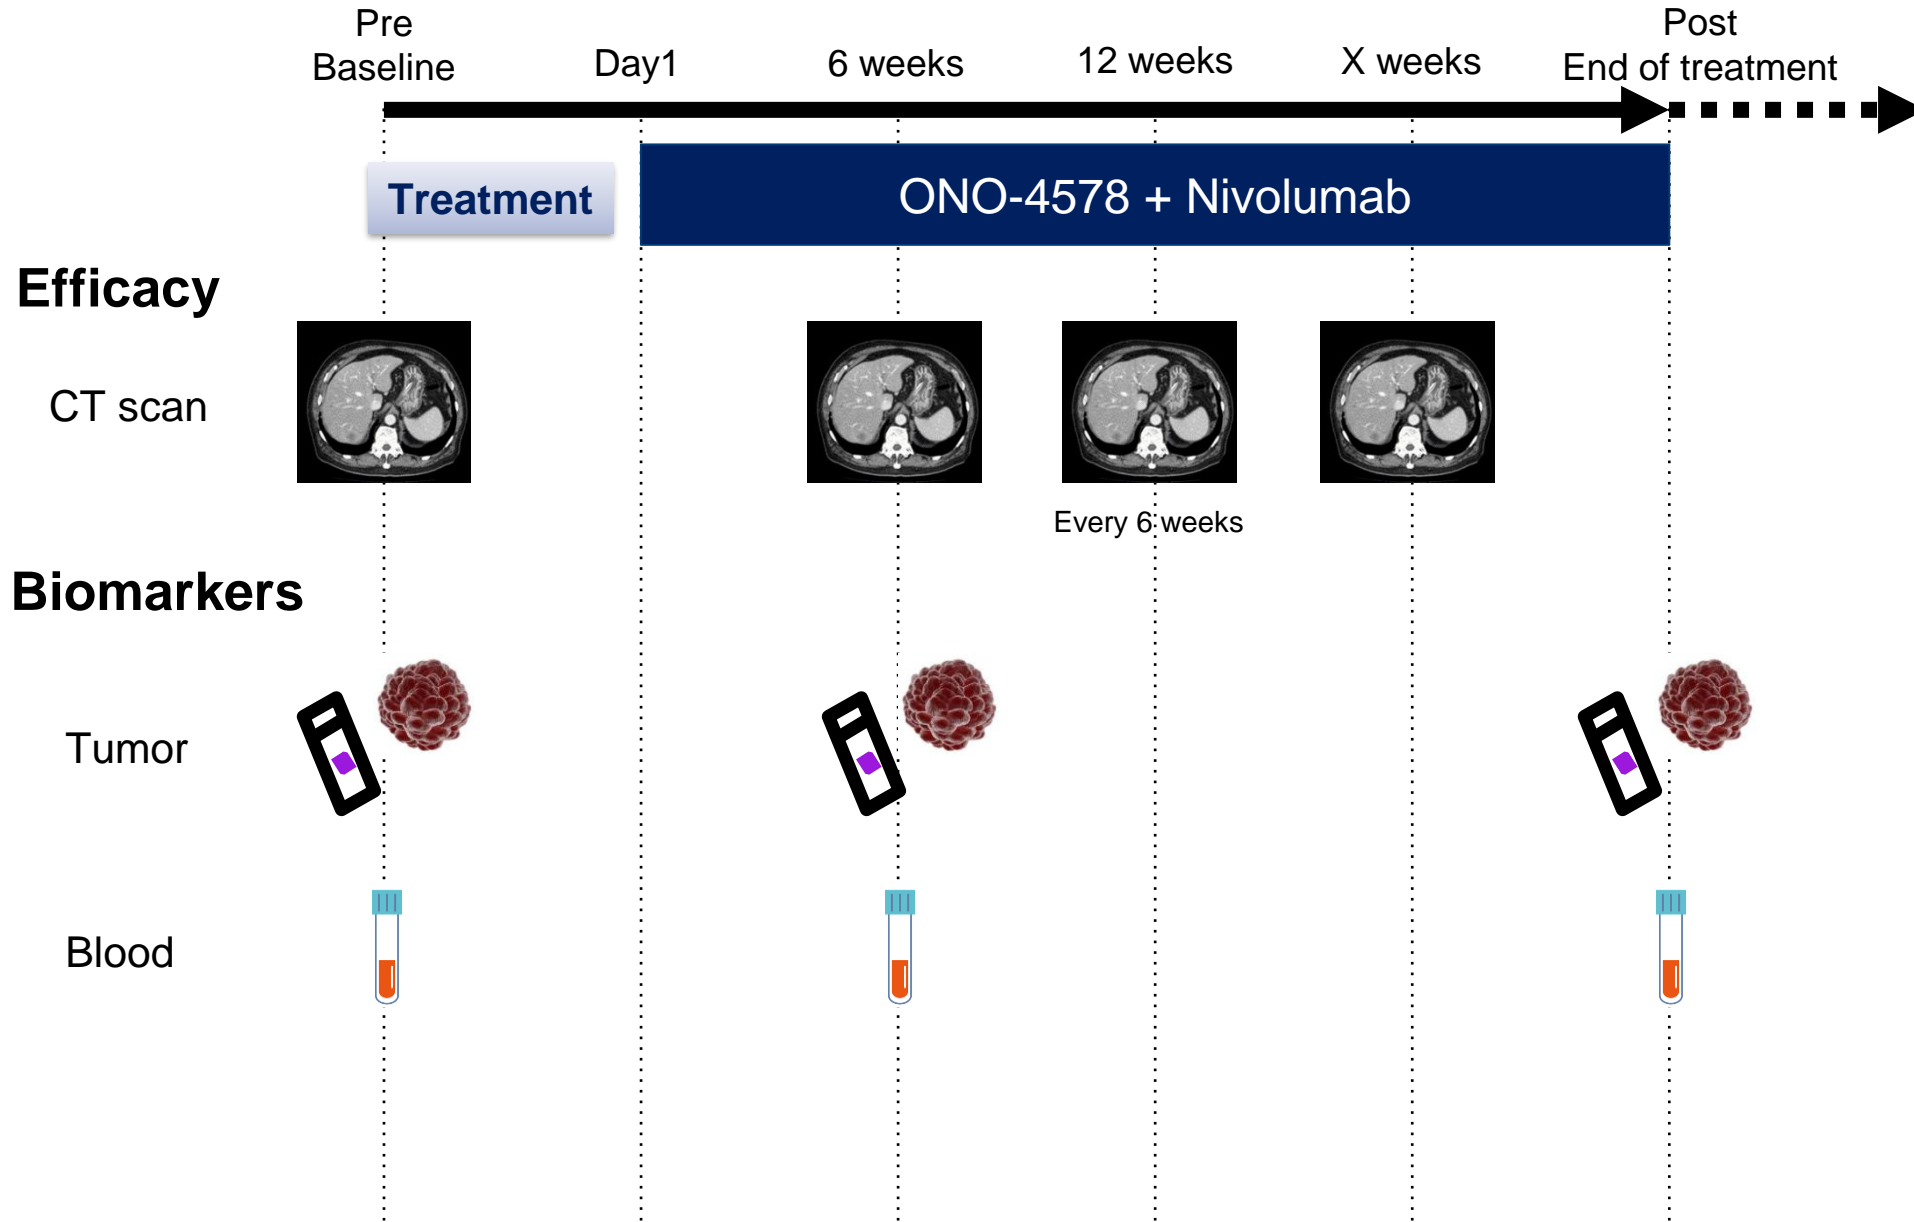 Pre
Baseline
Day1
6 weeks
12 weeks
X weeks
Post
End of treatment
Treatment
ONO-4578 + Nivolumab
Efficacy
CT scan
Every 6 weeks
Biomarkers
Tumor
Blood